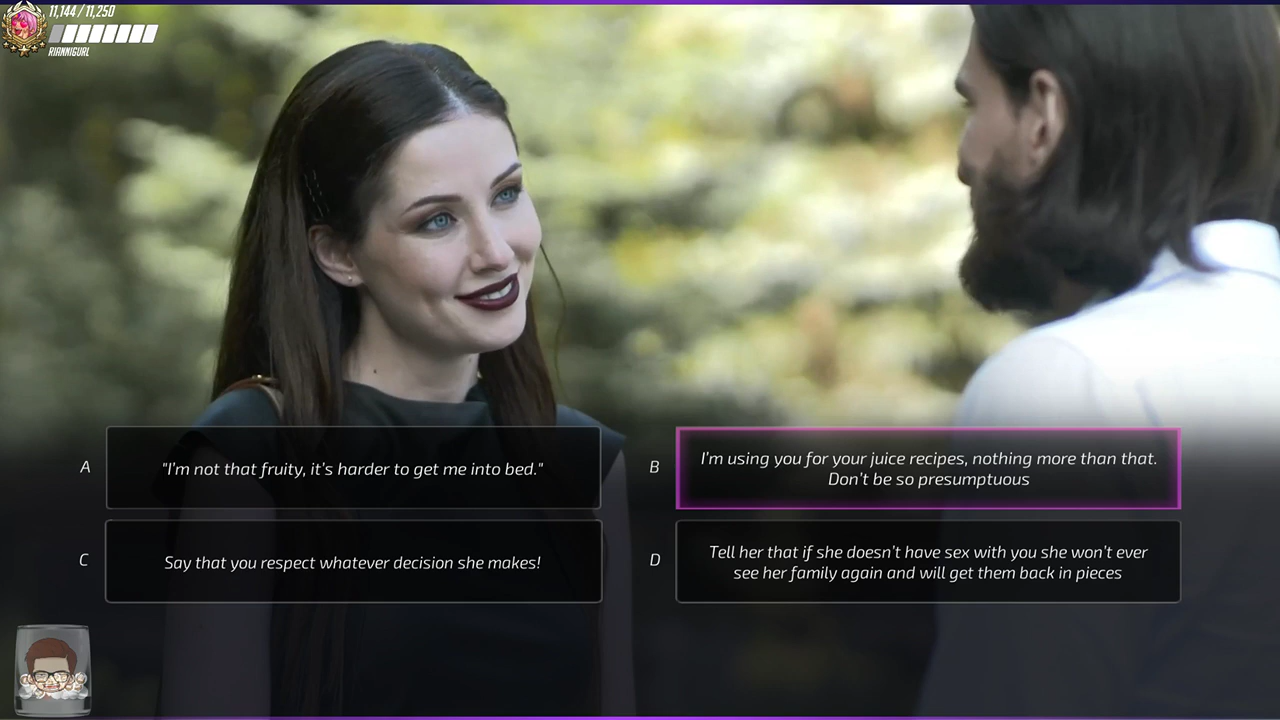 11,144 / 11,250
RIANNIGURL
A
"I'm not that fruity, it's harder to get me into bed."
B
I'm using you for your juice recipes, nothing more than that.
Don't be so presumptuous
C
Say that you respect whatever decision she makes!
D
Tell her that if she doesn't have sex with you she won't ever
see her family again and will get them back in pieces